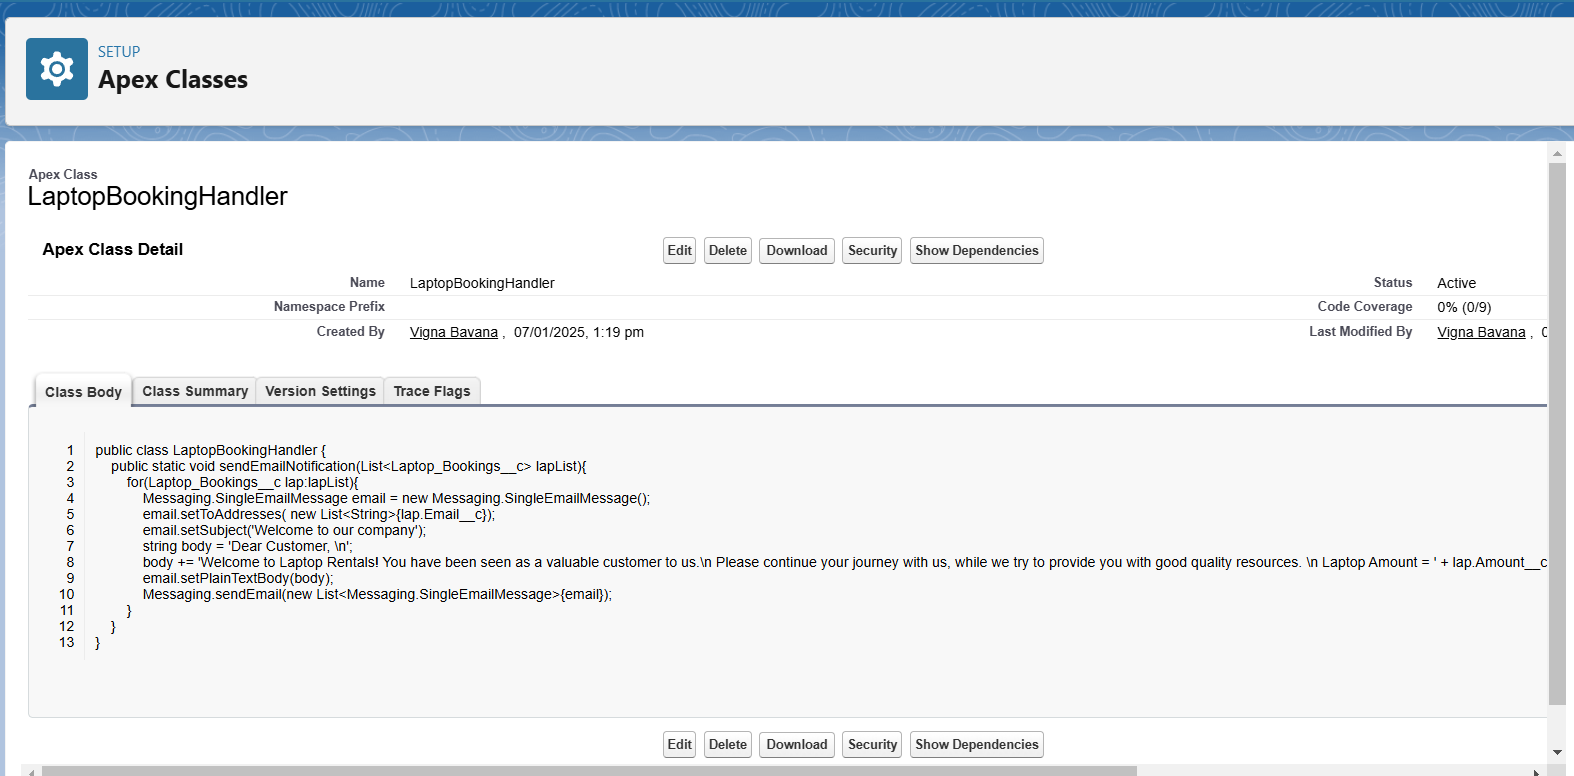 SETUP
Apex Classes
Apex Class
LaptopBookingHandler
Apex Class Detail
Edit Delete Download Security Show Dependencies
Name LaptopBookingHandler Status Active
Namespace Prefix Code Coverage 0% (0/9)
Created By Vigna Bavana , 07/01/2025, 1:19 pm Last Modified By Vigna Bavana , 0
Class Body Class Summary Version Settings Trace Flags
1 public class LaptopBookingHandler {
2 public static void sendEmailNotification(List<Laptop_Bookings__c> lapList){
3 for(Laptop_Bookings__c lap:lapList){
4 Messaging.SingleEmailMessage email = new Messaging.SingleEmailMessage();
5 email.setToAddresses( new List<String>{lap.Email__c});
6 email.setSubject('Welcome to our company');
7 string body = 'Dear Customer, \n';
8 body += 'Welcome to Laptop Rentals! You have been seen as a valuable customer to us.\n Please continue your journey with us, while we try to provide you with good quality resources. \n Laptop Amount = ' + lap.Amount__c
9 email.setPlainTextBody(body);
10 Messaging.sendEmail(new List<Messaging.SingleEmailMessage>{email});
11 }
12 }
13 }
Edit Delete Download Security Show Dependencies